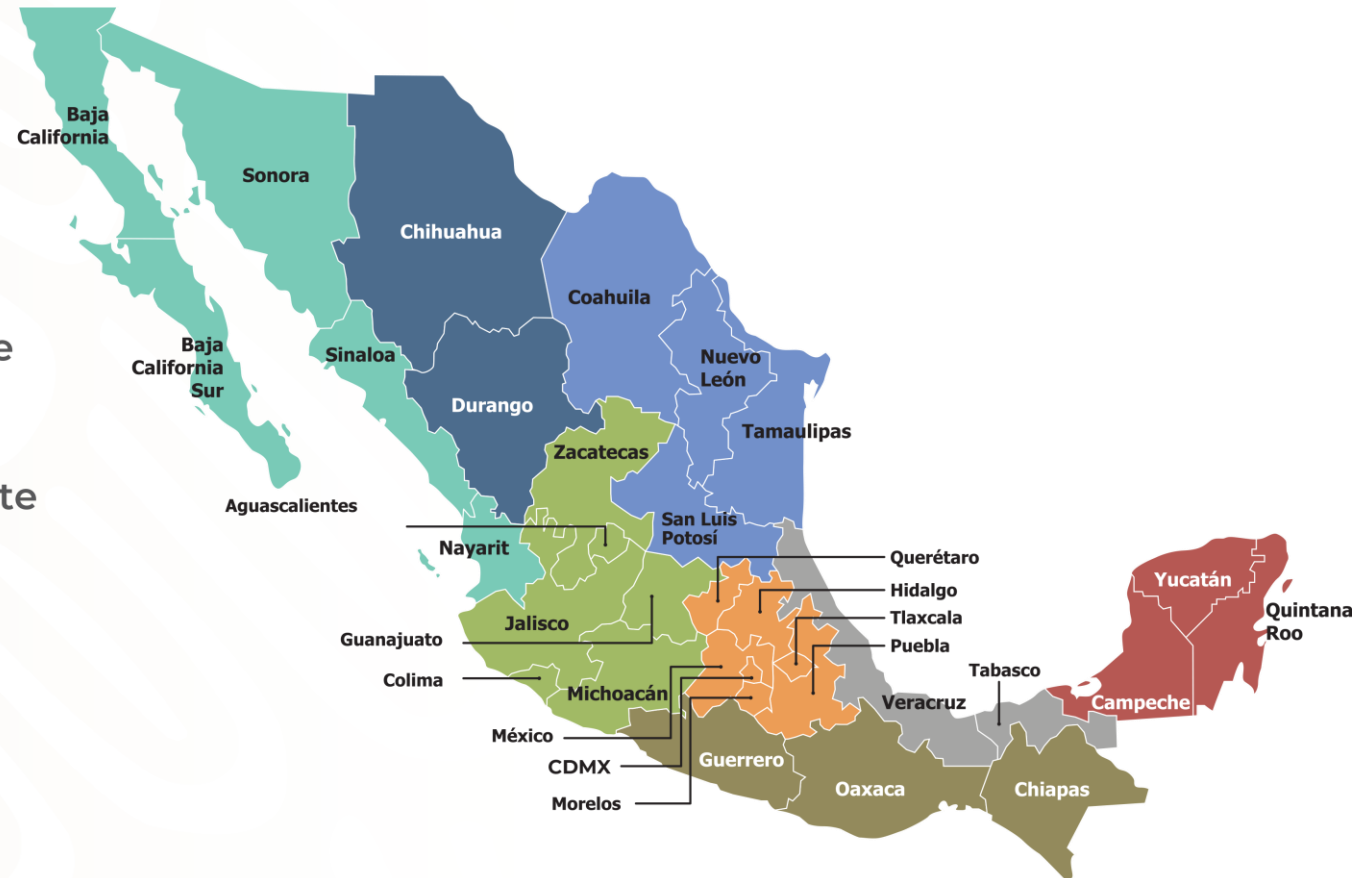 Baja
California
Sonora
Chihuahua
Coahuila
Baja
California
Sur
Sinaloa
Nuevo
León
Durango
Tamaulipas
Zacatecas
Aguascalientes
San Luis
Potosí
Nayarit
Querétaro
Hidalgo
Tlaxcala
Puebla
Yucatán
Quintana
Roo
Jalisco
Guanajuato
Colima
Michoacán
Tabasco
Veracruz
Campeche
México
CDMX
Morelos
Guerrero
Oaxaca
Chiapas
e
te